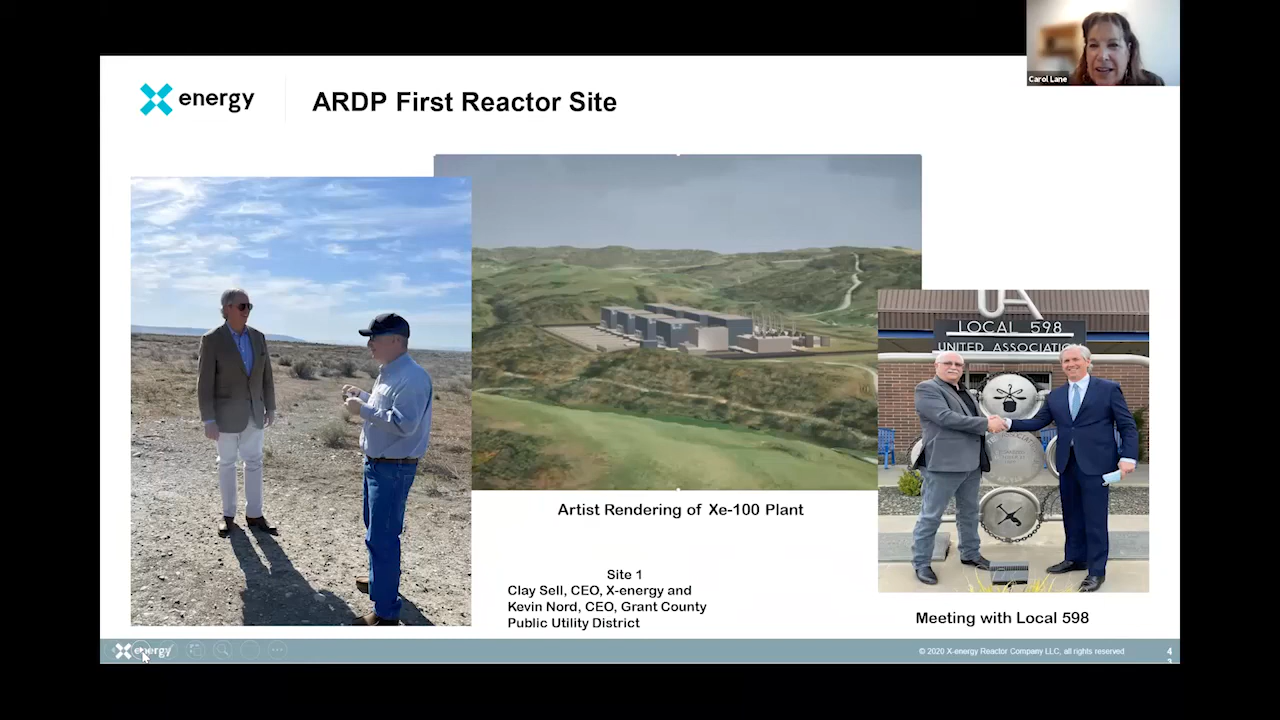 Carol Lane
energy
ARDP First Reactor Site
LOCAL 598
UNITED ASSOCIATION
Artist Rendering of Xe-100 Plant
Site 1
Clay Sell, CEO, X-energy and
Kevin Nord, CEO, Grant County
Public Utility District
Meeting with Local 598
energy
© 2020 X-energy Reactor Company LLC, all rights reserved
4